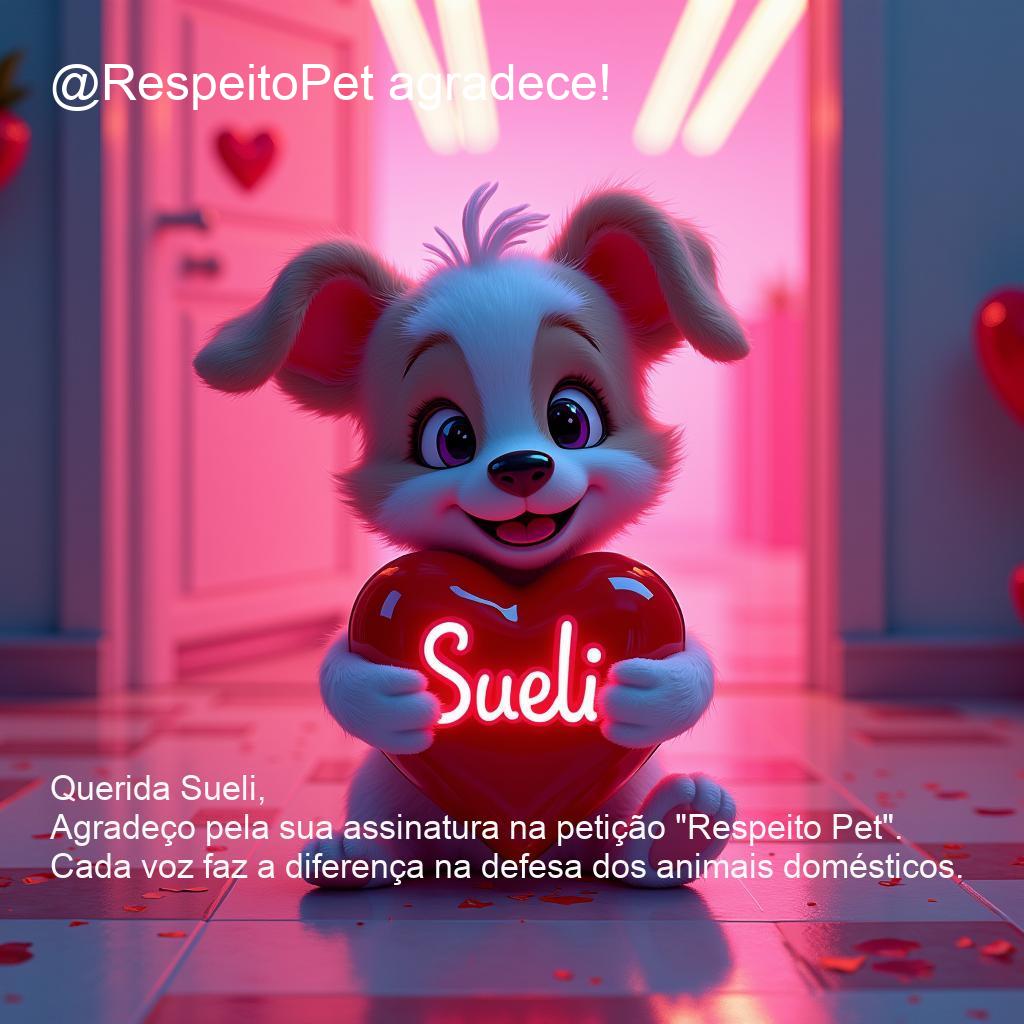 @RespeitoPet agradece!
Sueli
Querida Sueli,
Agradeço pela sua assinatura na petição "Respeito Pet".
Cada voz faz a diferença na defesa dos animais domésticos.